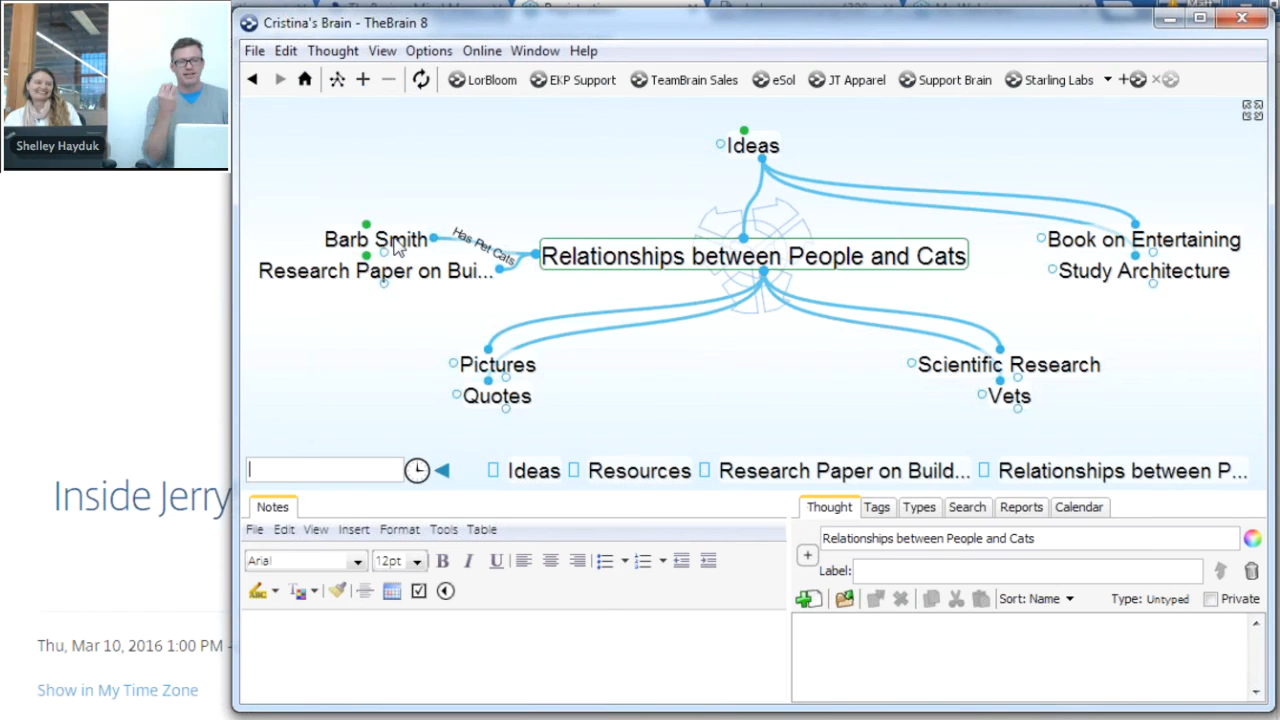 Shelley Hayduk
Inside Jerry
Thu, Mar 10, 2016 1:00 PM -
Show in My Time Zone
Cristina's Brain - TheBrain 8
File Edit Thought View Options Online Window Help
LorBloom EKP Support TeamBrain Sales eSol JT Apparel Support Brain Starling Labs
Ideas
Barb Smith
Has Pet Cats
Research Paper on Bui...
Relationships between People and Cats
Book on Entertaining
Study Architecture
Pictures
Quotes
Scientific Research
Vets
Ideas Resources Research Paper on Build... Relationships between P...
Notes
File Edit View Insert Format Tools Table
Arial 12pt B I U
Thought Tags Types Search Reports Calendar
Relationships between People and Cats
Label:
Sort: Name Type: Untyped Private